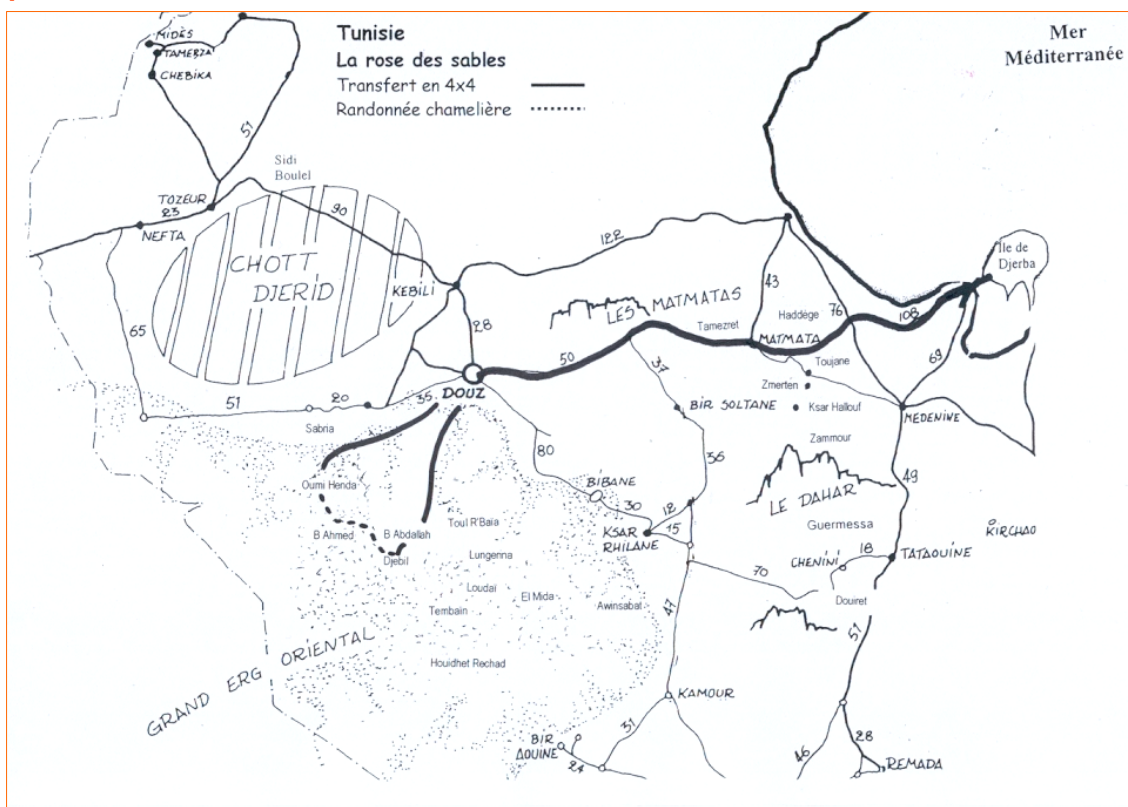 Tunisie
La rose des sables
Transfert en 4x4
Randonnée chamelière
Mer
Méditerranée
MIDÈS
TAMERZA
CHEBIKA
51
Sidi
Boulel
TOZEUR
23
NEFTA
90
122
CHOTT
DJERID
KEBILI
Ile de
Djerba
43
LES MATMATAS
Haddège
76
108
Tamezret
MATMATA
65
28
50
37
Toujane
69
Zmerten
DOUZ
35
51
20
BIR SOLTANE
Ksar Hallouf
MEDENINE
Sabria
80
36
Zammour
49
Oumi Henda
BIBANE
LE DAHAR
30
12
Toul R'Baïa
Guermessa
KIRCHAO
B Ahmed
B Abdallah
KSAR
RHILANE
15
Lungenna
Djebil
CHENINI
18
TATAOUINE
70
Loudaï
El Mida
Awinsabat
Douiret
Tembain
47
51
GRAND ERG ORIENTAL
Houidhet Rechad
KAMOUR
31
BIR
AOUINE
24
46
28
REMADA